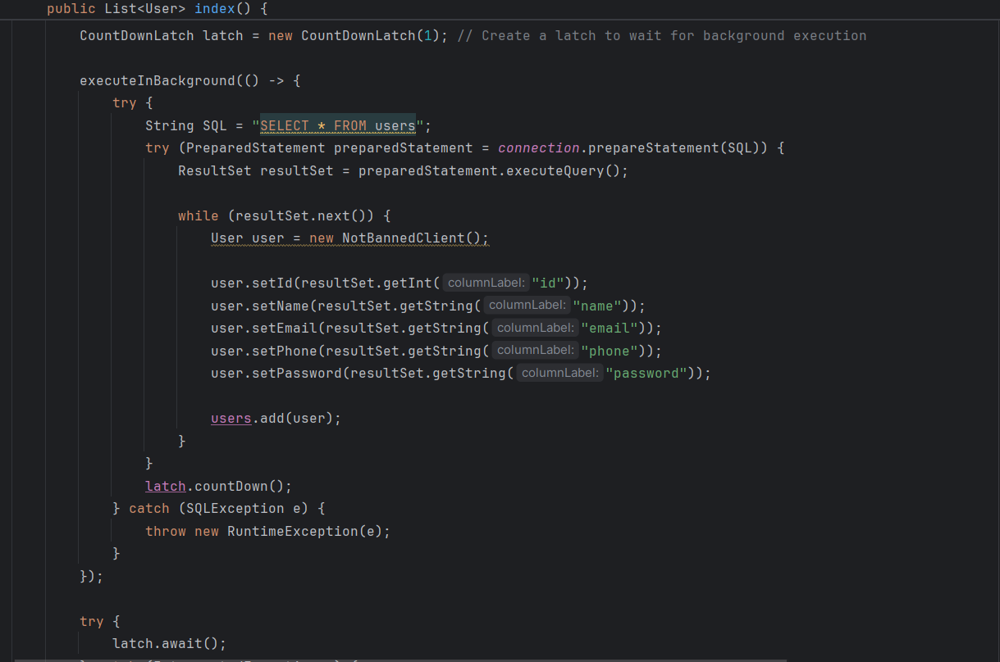 public List<User> index() {
CountDownLatch latch = new CountDownLatch(1); // Create a latch to wait for background execution
executeInBackground(() -> {
try {
String SQL = "SELECT * FROM users";
try (PreparedStatement preparedStatement = connection.prepareStatement(SQL)) {
ResultSet resultSet = preparedStatement.executeQuery();
while (resultSet.next()) {
User user = new NotBannedClient();
user.setId(resultSet.getInt( columnLabel: "id"));
user.setName(resultSet.getString( columnLabel: "name"));
user.setEmail(resultSet.getString( columnLabel: "email"));
user.setPhone(resultSet.getString( columnLabel: "phone"));
user.setPassword(resultSet.getString( columnLabel: "password"));
users.add(user);
}
}
latch.countDown();
} catch (SQLException e) {
throw new RuntimeException(e);
}
});
try {
latch.await();